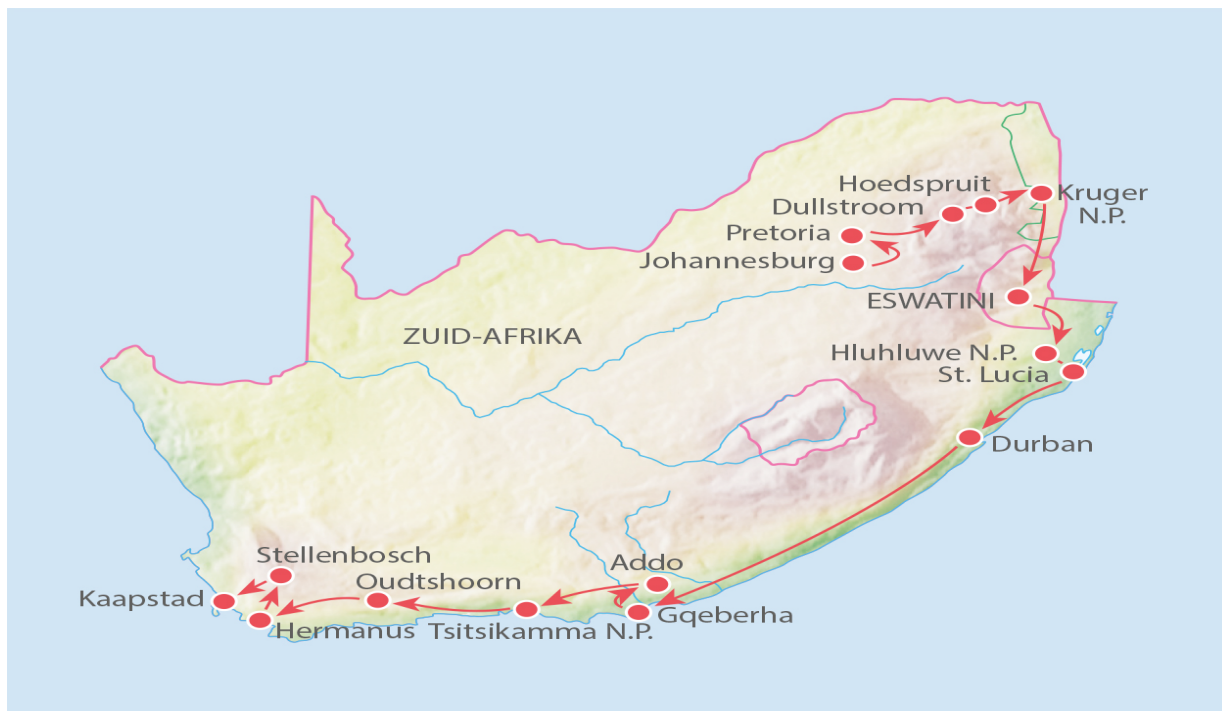 Hoedspruit
Dullstroom
Kruger
N.P.
Pretoria
Johannesburg
ESWATINI
ZUID-AFRIKA
Hluhluwe N.P.
St. Lucia
Durban
Stellenbosch
Addo
Oudtshoorn
Kaapstad
Gqeberha
Hermanus
Tsitsikamma N.P.